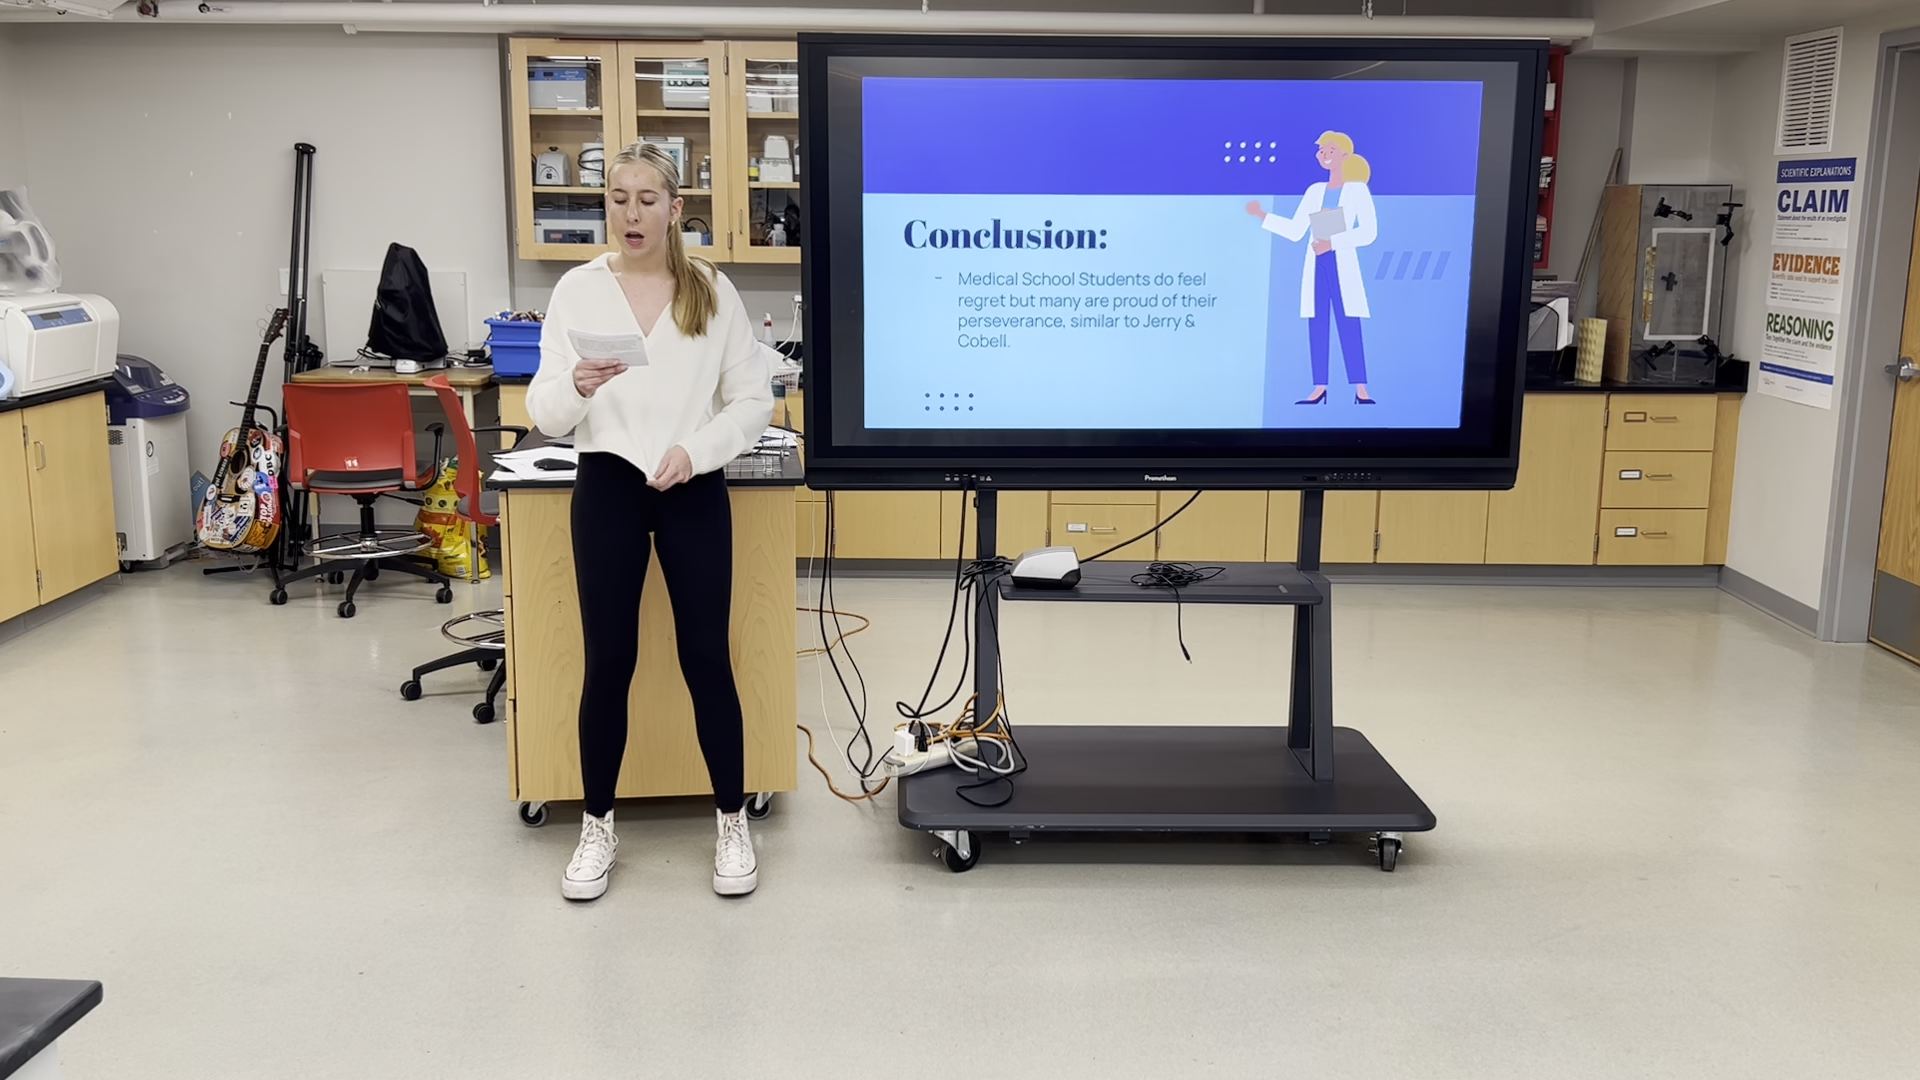 Conclusion:
- Medical School Students do feel
regret but many are proud of their
perseverance, similar to Jerry &
Cobell.
Promethean
SCIENTIFIC EXPLANATIONS
CLAIM
EVIDENCE
REASONING